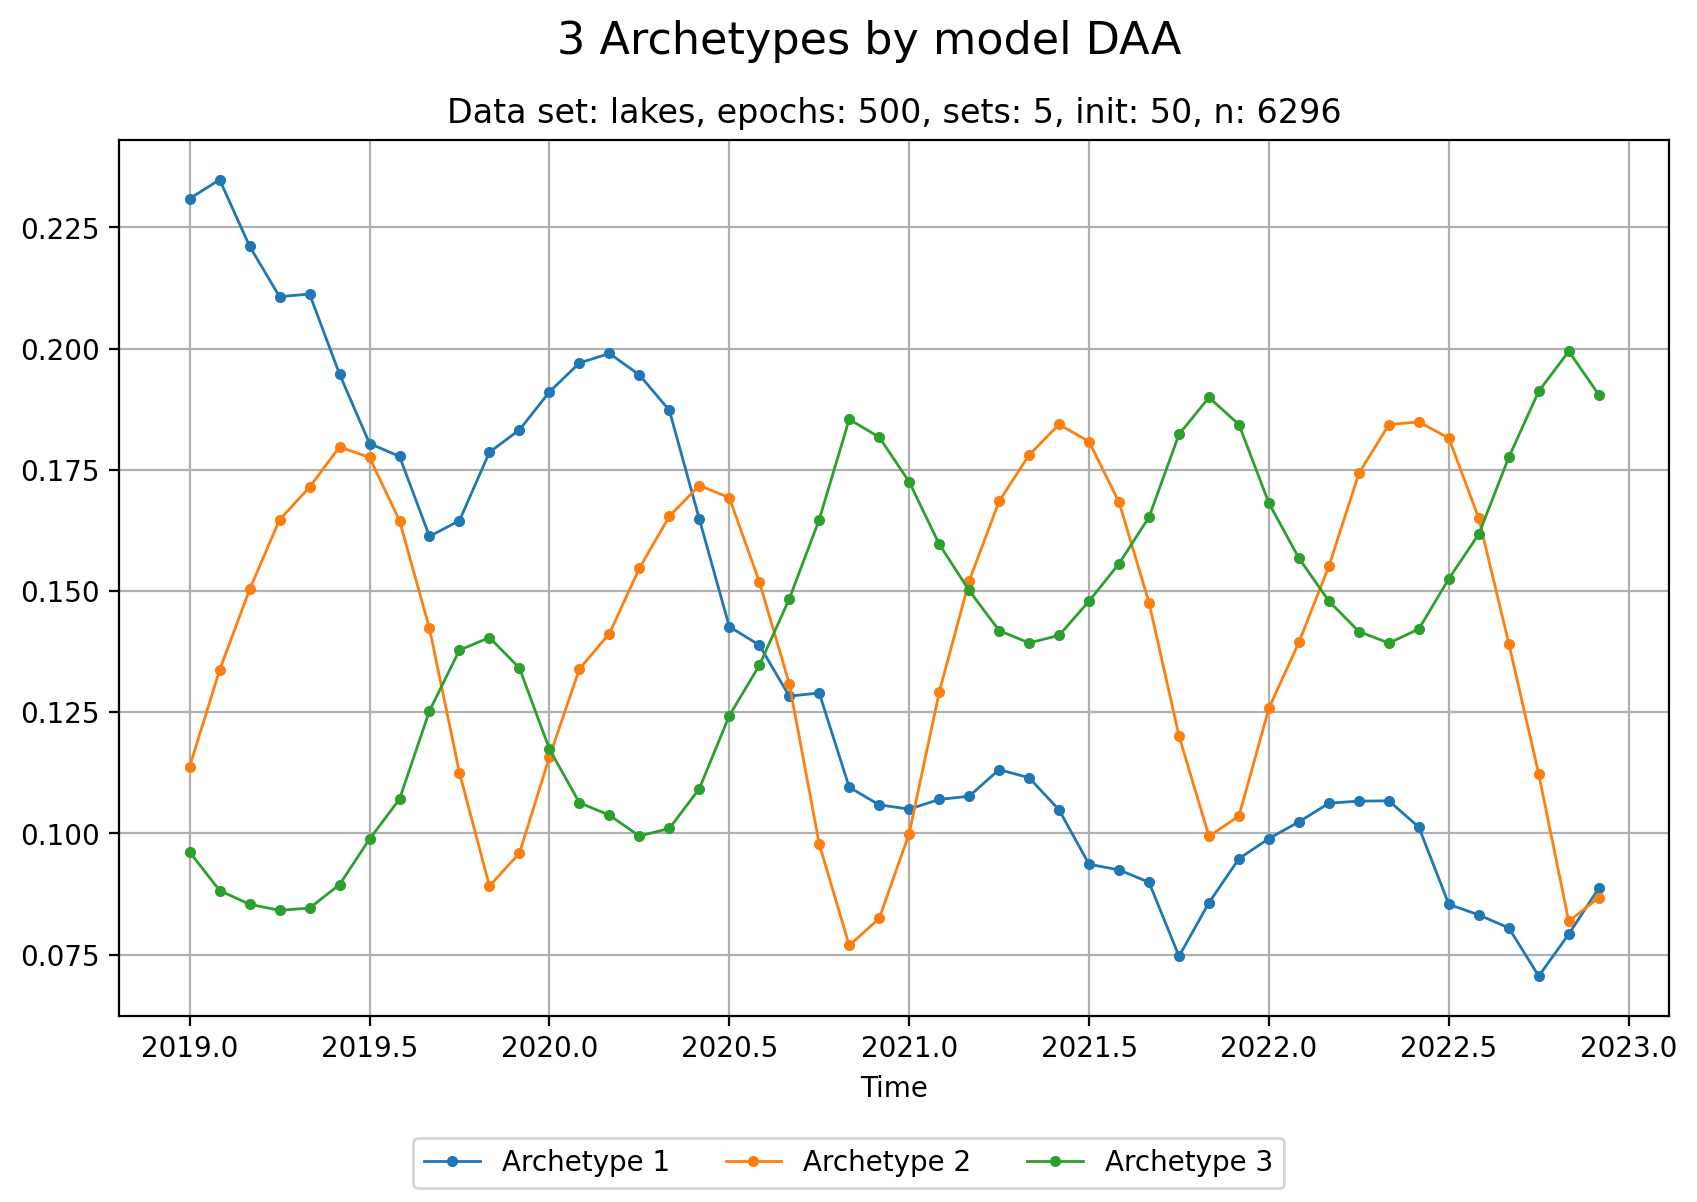 3 Archetypes by model DAA
Data set: lakes, epochs: 500, sets: 5, init: 50, n: 6296
0.225
0.200
0.175
0.150
0.125
0.100
0.075
2019.0 2019.5 2020.0 2020.5 2021.0 2021.5 2022.0 2022.5 2023.0
Time
Archetype 1 Archetype 2 Archetype 3